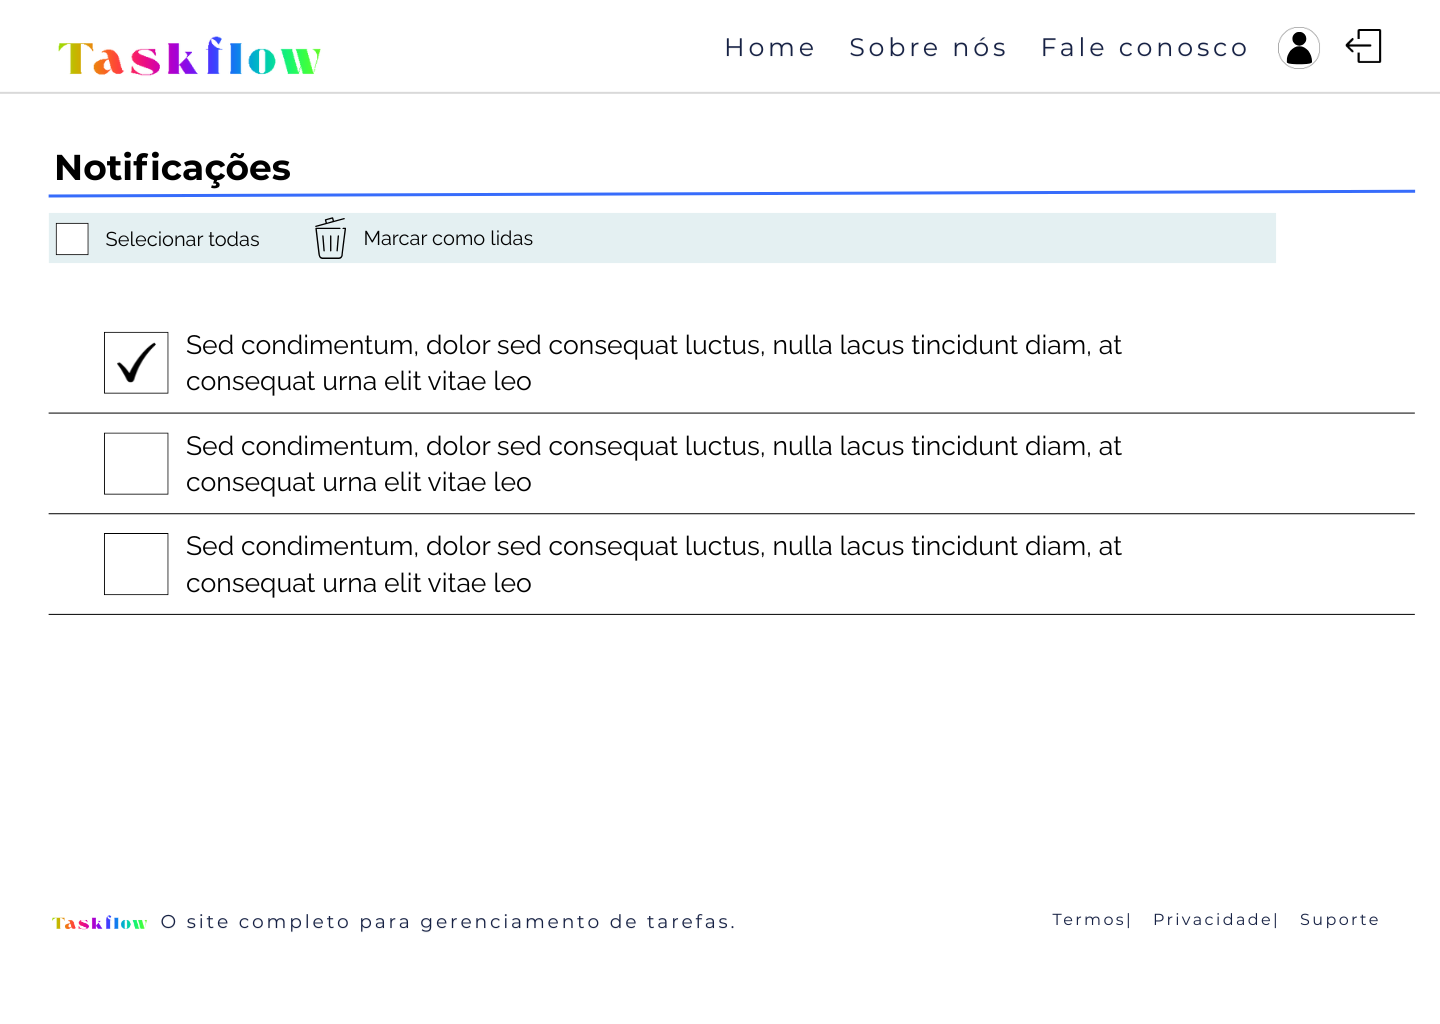 Taskflow
Home Sobre nós Fale conosco
Notificações
Selecionar todas Marcar como lidas
Sed condimentum, dolor sed consequat luctus, nulla lacus tincidunt diam, at
consequat urna elit vitae leo
Sed condimentum, dolor sed consequat luctus, nulla lacus tincidunt diam, at
consequat urna elit vitae leo
Sed condimentum, dolor sed consequat luctus, nulla lacus tincidunt diam, at
consequat urna elit vitae leo
Taskflow O site completo para gerenciamento de tarefas.
Termos| Privacidade| Suporte